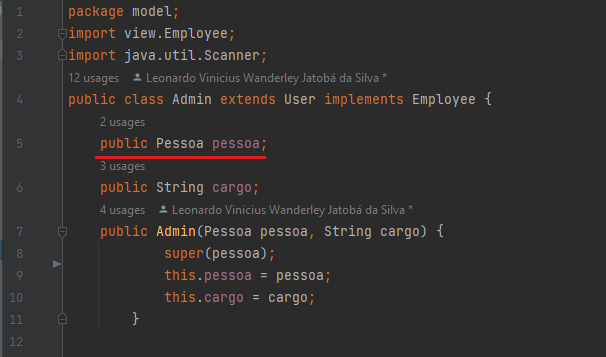 1 package model;
2 import view.Employee;
3 import java.util.Scanner;
12 usages Leonardo Vinicius Wanderley Jatobá da Silva *
4 public class Admin extends User implements Employee {
2 usages
5 public Pessoa pessoa;
3 usages
6 public String cargo;
4 usages Leonardo Vinicius Wanderley Jatobá da Silva *
7 public Admin(Pessoa pessoa, String cargo) {
8 super(pessoa);
9 this.pessoa = pessoa;
10 this.cargo = cargo;
11 }
12